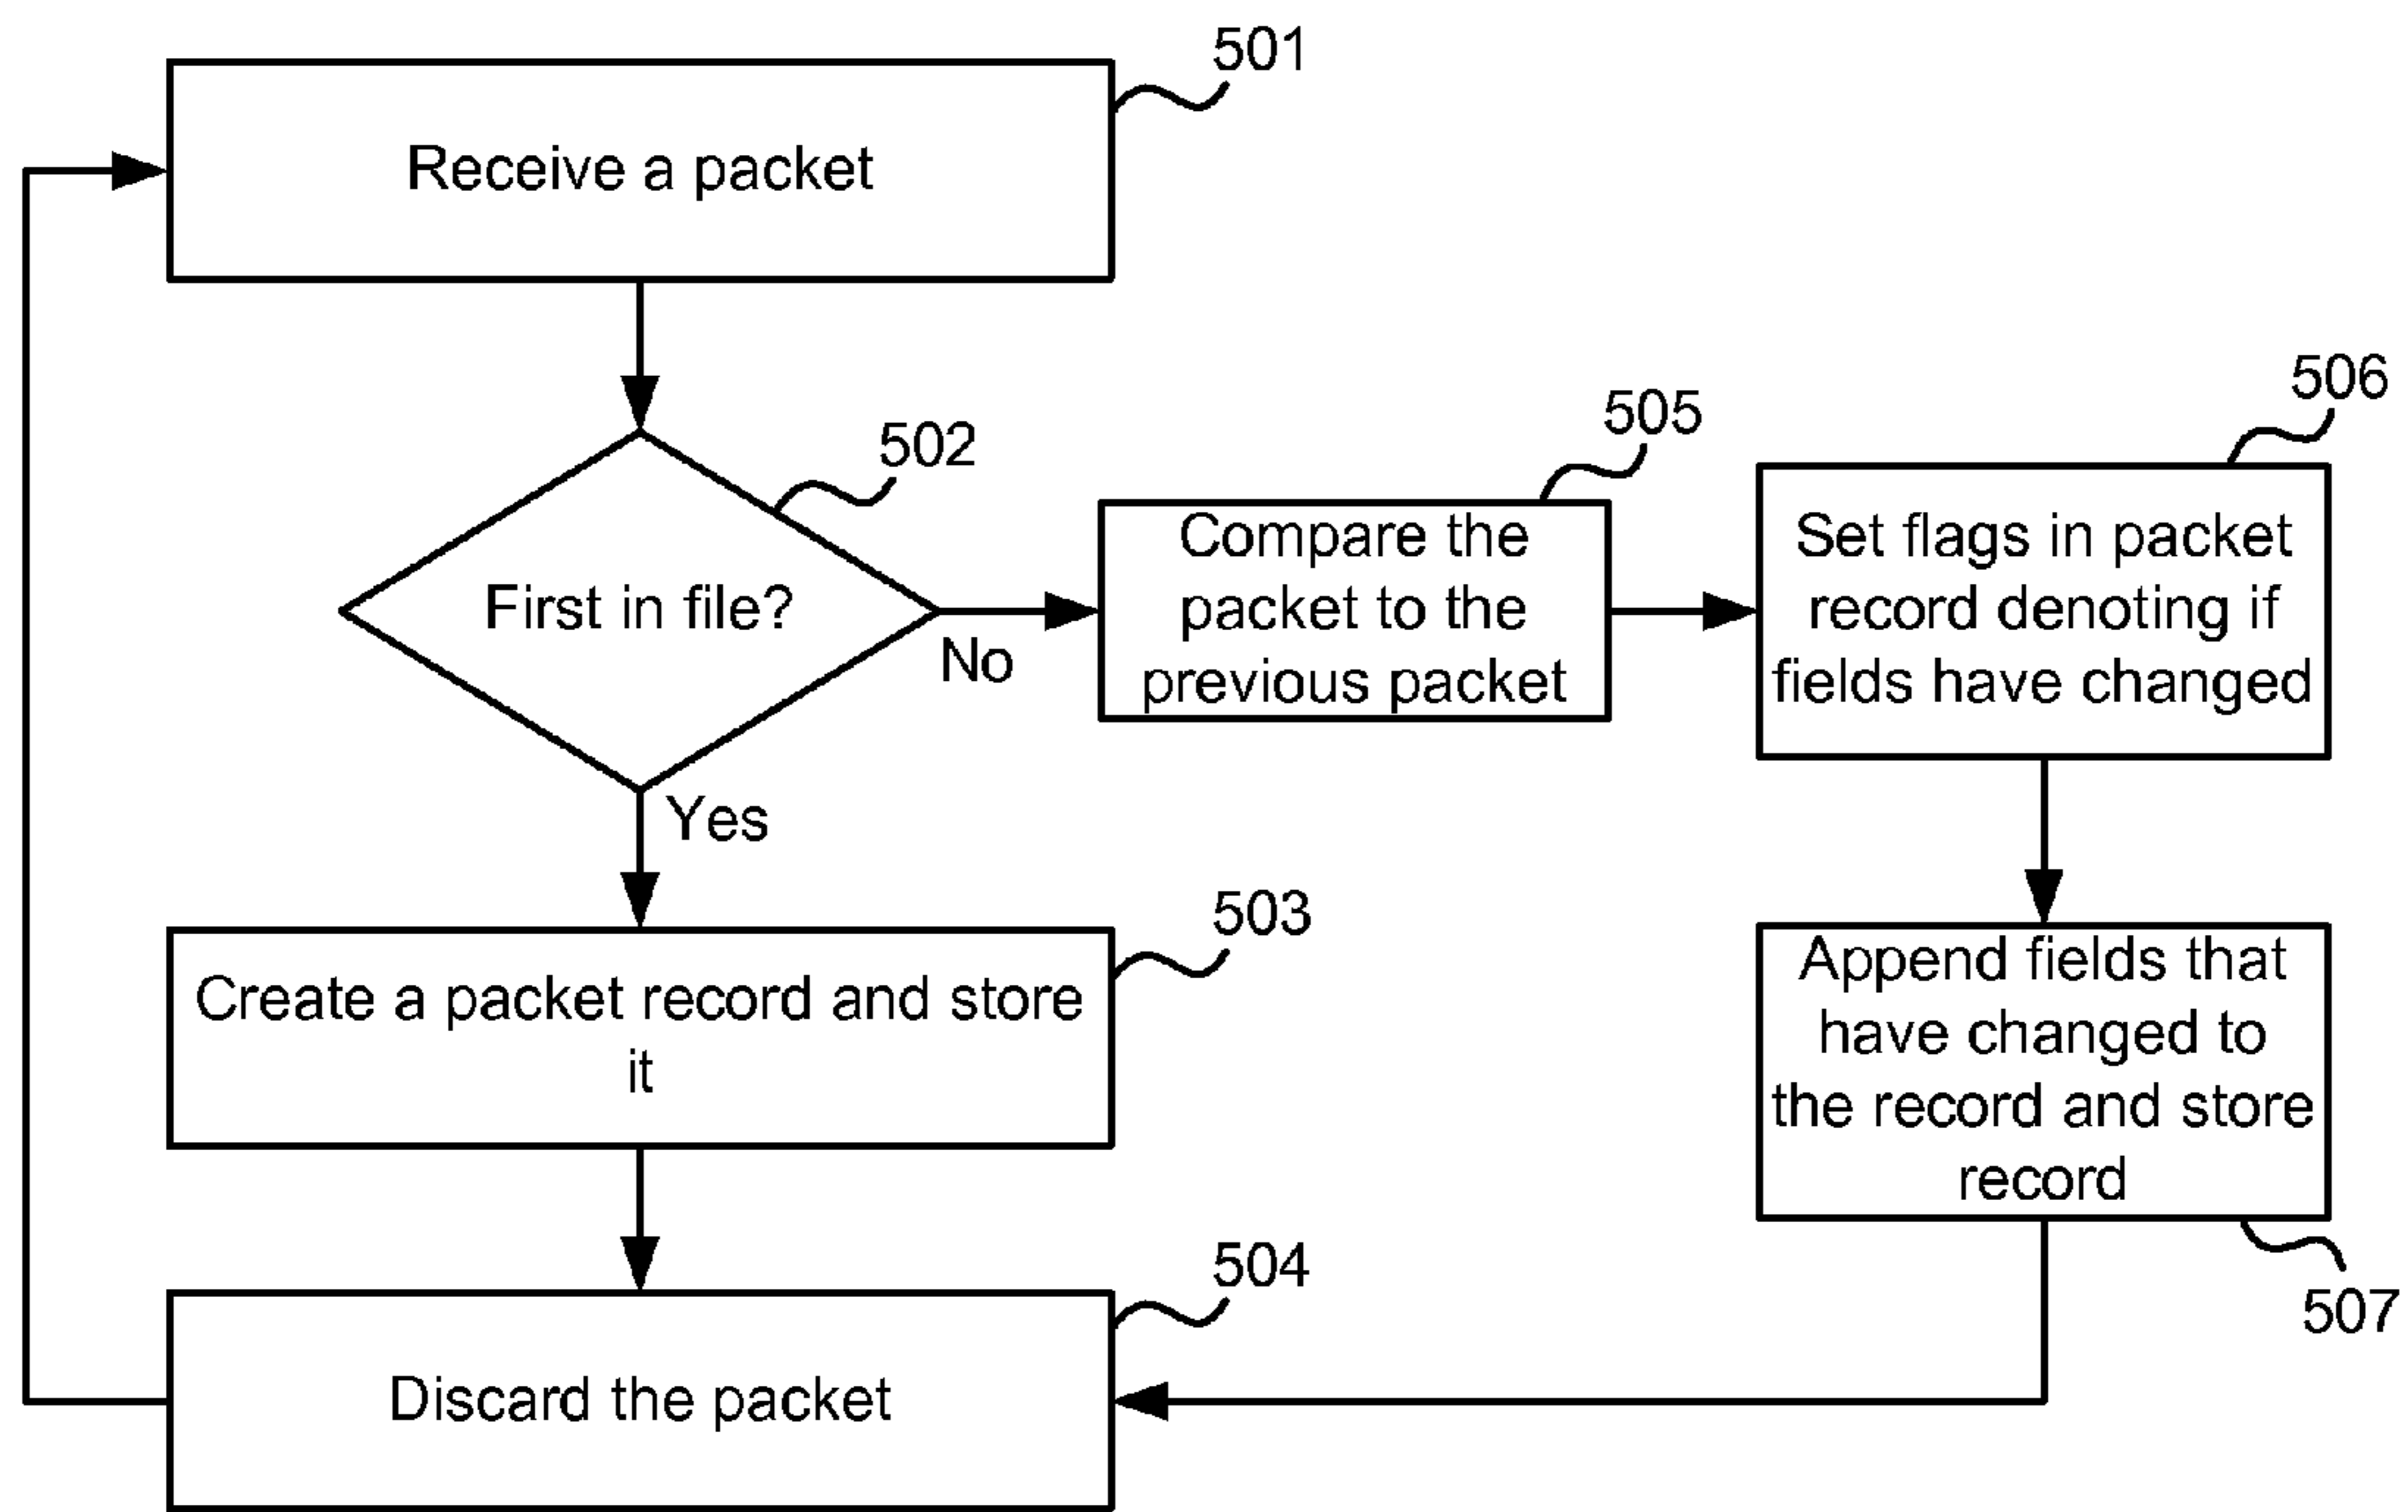 501
Receive a packet
502
First in file?
No
Yes
505
Compare the
packet to the
previous packet
506
Set flags in packet
record denoting if
fields have changed
503
Create a packet record and store
it
Append fields that
have changed to
the record and store
record
507
504
Discard the packet